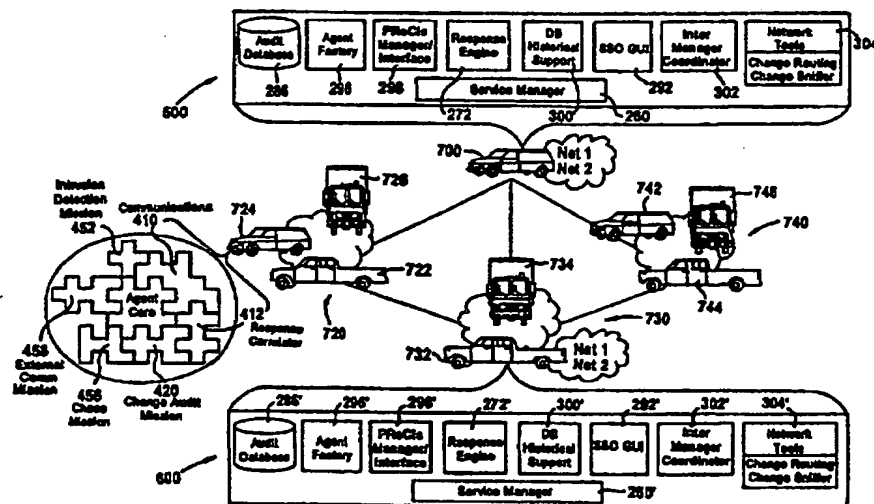 Audit Database
Agent Factory
PReCis Manager/Interface
Response Engine
DB Historical Support
SSO GUI
Inter Manager Coordinator
Network Tools
Change Routing
Change Sniffer
304
286
296
298
Service Manager
272
300
260
292
302
500
700
Net 1
Net 2
Intrusion Detection Mission
452
Communications
410
724
726
742
746
740
Agent Core
722
734
744
412
Response Correlator
720
730
458
External Comm Mission
456
Chase Mission
420
Change Audit Mission
732
Net 1
Net 2
286'
296'
298'
272'
300'
292'
302'
304'
Audit Database
Agent Factory
PReCis Manager/Interface
Response Engine
DB Historical Support
SSO GUI
Inter Manager Coordinator
Network Tools
Change Routing
Change Sniffer
600
Service Manager
260'